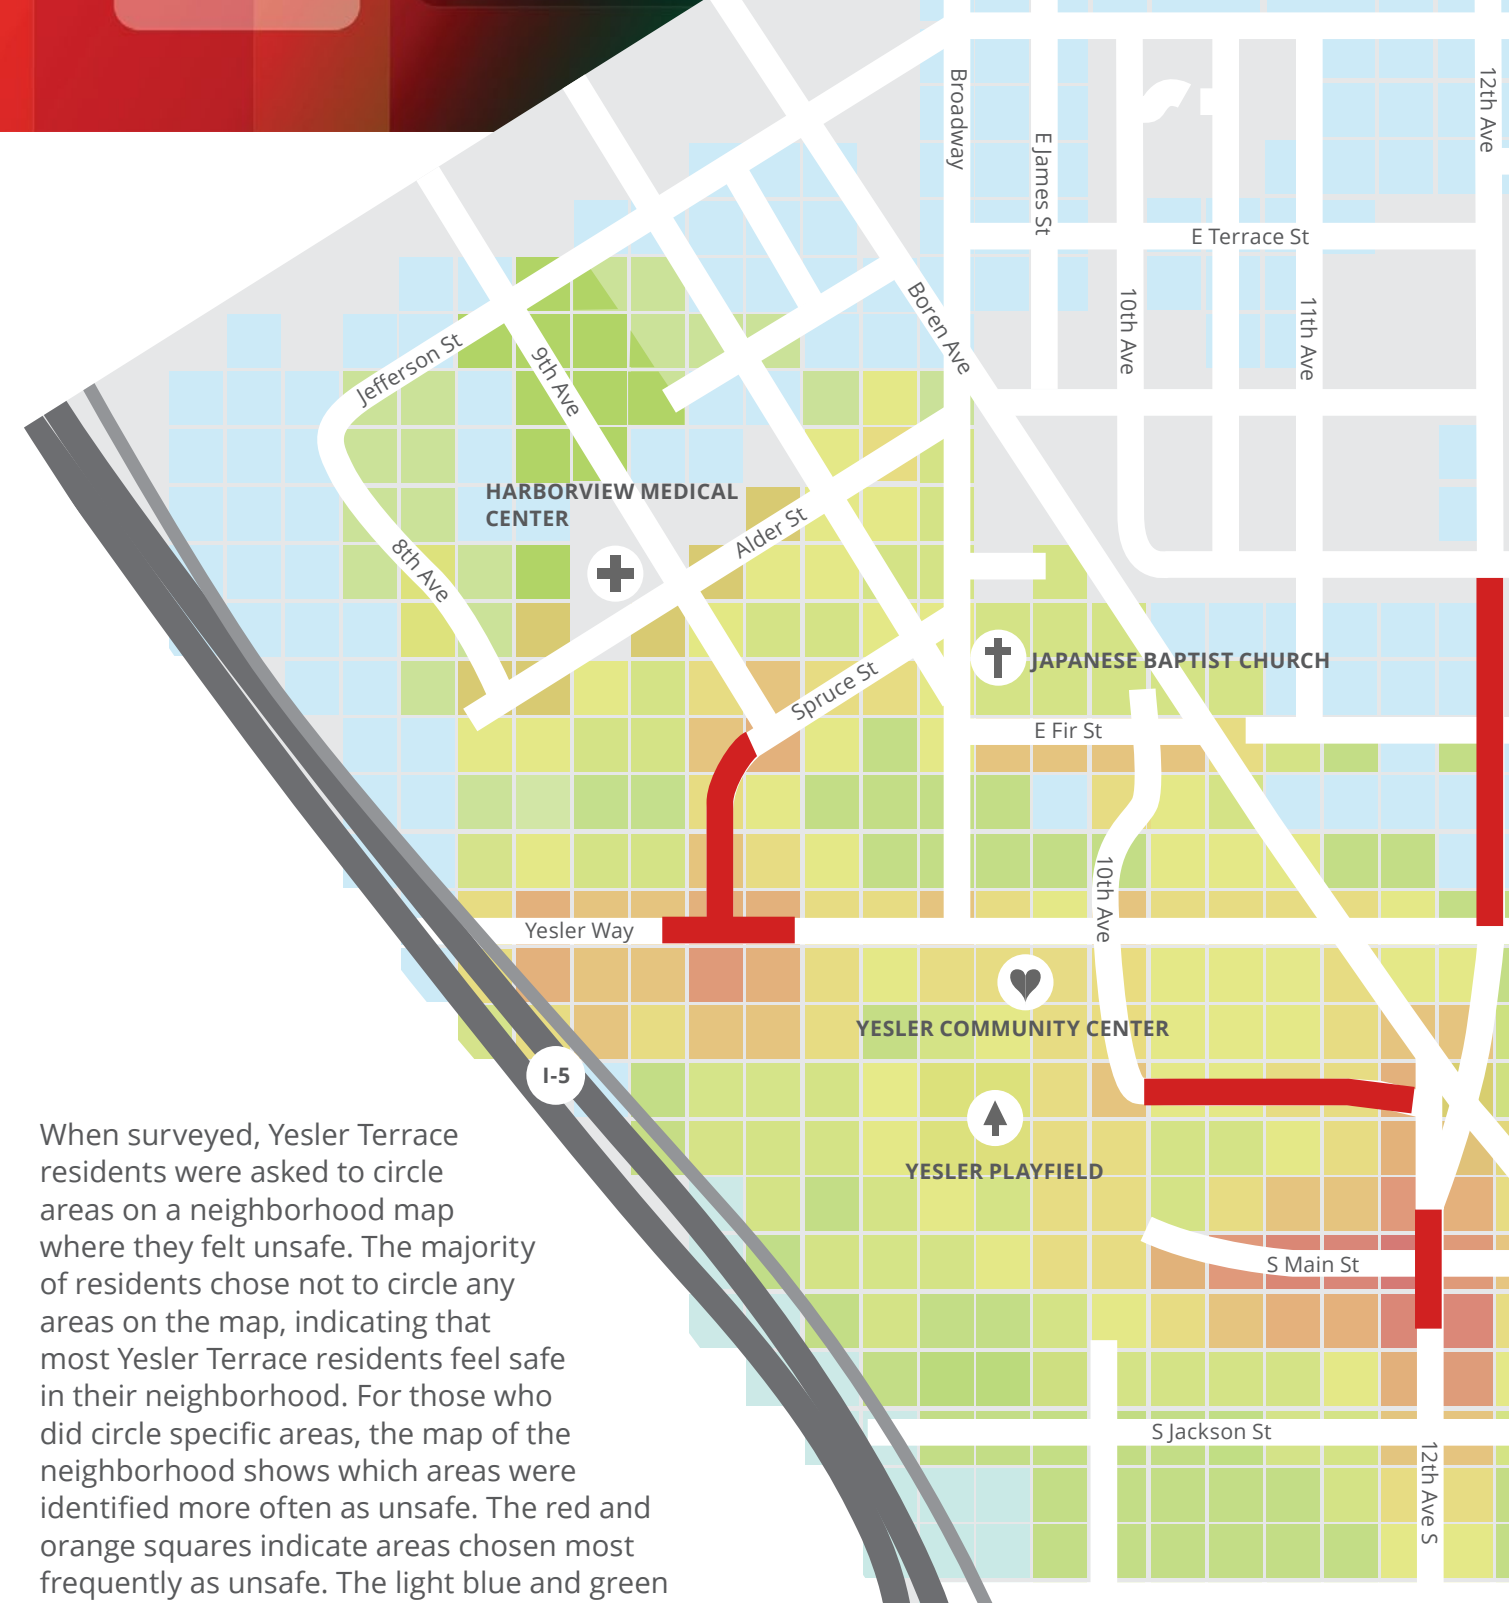 Broadway
E James St
12th Ave
E Terrace St
10th Ave
11th Ave
Boren Ave
Jefferson St
9th Ave
HARBORVIEW MEDICAL
CENTER
Alder St
8th Ave
JAPANESE BAPTIST CHURCH
Spruce St
E Fir St
10th Ave
Yesler Way
YESLER COMMUNITY CENTER
I-5
YESLER PLAYFIELD
S Main St
S Jackson St
12th Ave S
When surveyed, Yesler Terrace
residents were asked to circle
areas on a neighborhood map
where they felt unsafe. The majority
of residents chose not to circle any
areas on the map, indicating that
most Yesler Terrace residents feel safe
in their neighborhood. For those who
did circle specific areas, the map of the
neighborhood shows which areas were
identified more often as unsafe. The red and
orange squares indicate areas chosen most
frequently as unsafe. The light blue and green